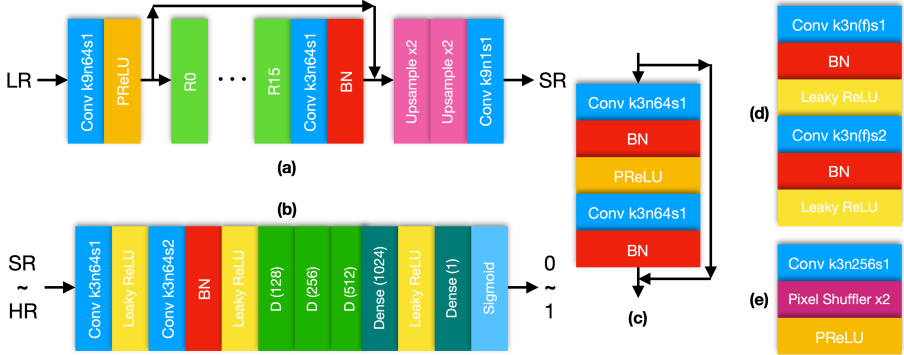 LR
Conv k9n64s1
PReLU
R0
R15
Conv k3n64s1
BN
Upsample x2
Upsample x2
Conv k9n1s1
SR
(a)
(b)
SR
~
HR
Conv k3n64s1
Leaky ReLU
Conv k3n64s2
BN
Leaky ReLU
D (128)
D (256)
D (512)
Dense (1024)
Leaky ReLU
Dense (1)
Sigmoid
0
~
1
Conv k3n64s1
BN
PReLU
Conv k3n64s1
BN
(c)
(d)
Conv k3n(f)s1
BN
Leaky ReLU
Conv k3n(f)s2
BN
Leaky ReLU
(e)
Conv k3n256s1
Pixel Shuffler x2
PReLU